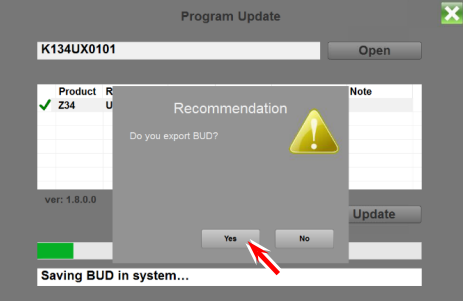 Program Update
K134UX0101
Open
Product
Note
Z34
Recommendation
Do you export BUD?
Yes
No
ver: 1.8.0.0
Update
Saving BUD in system...